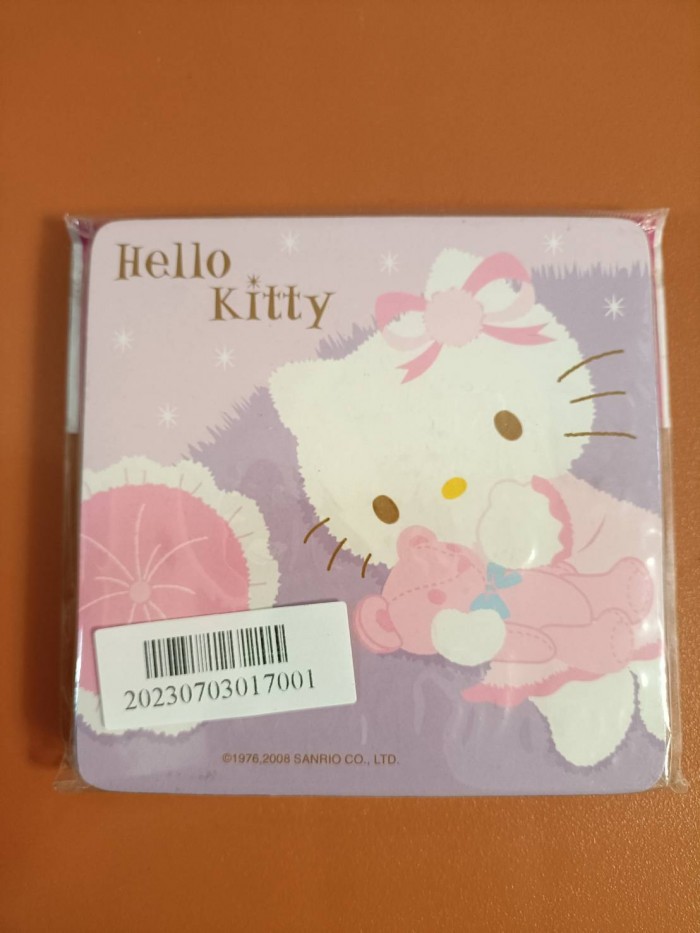 Hello
Kitty
20230703017001
©1976,2008 SANRIO CO., LTD.